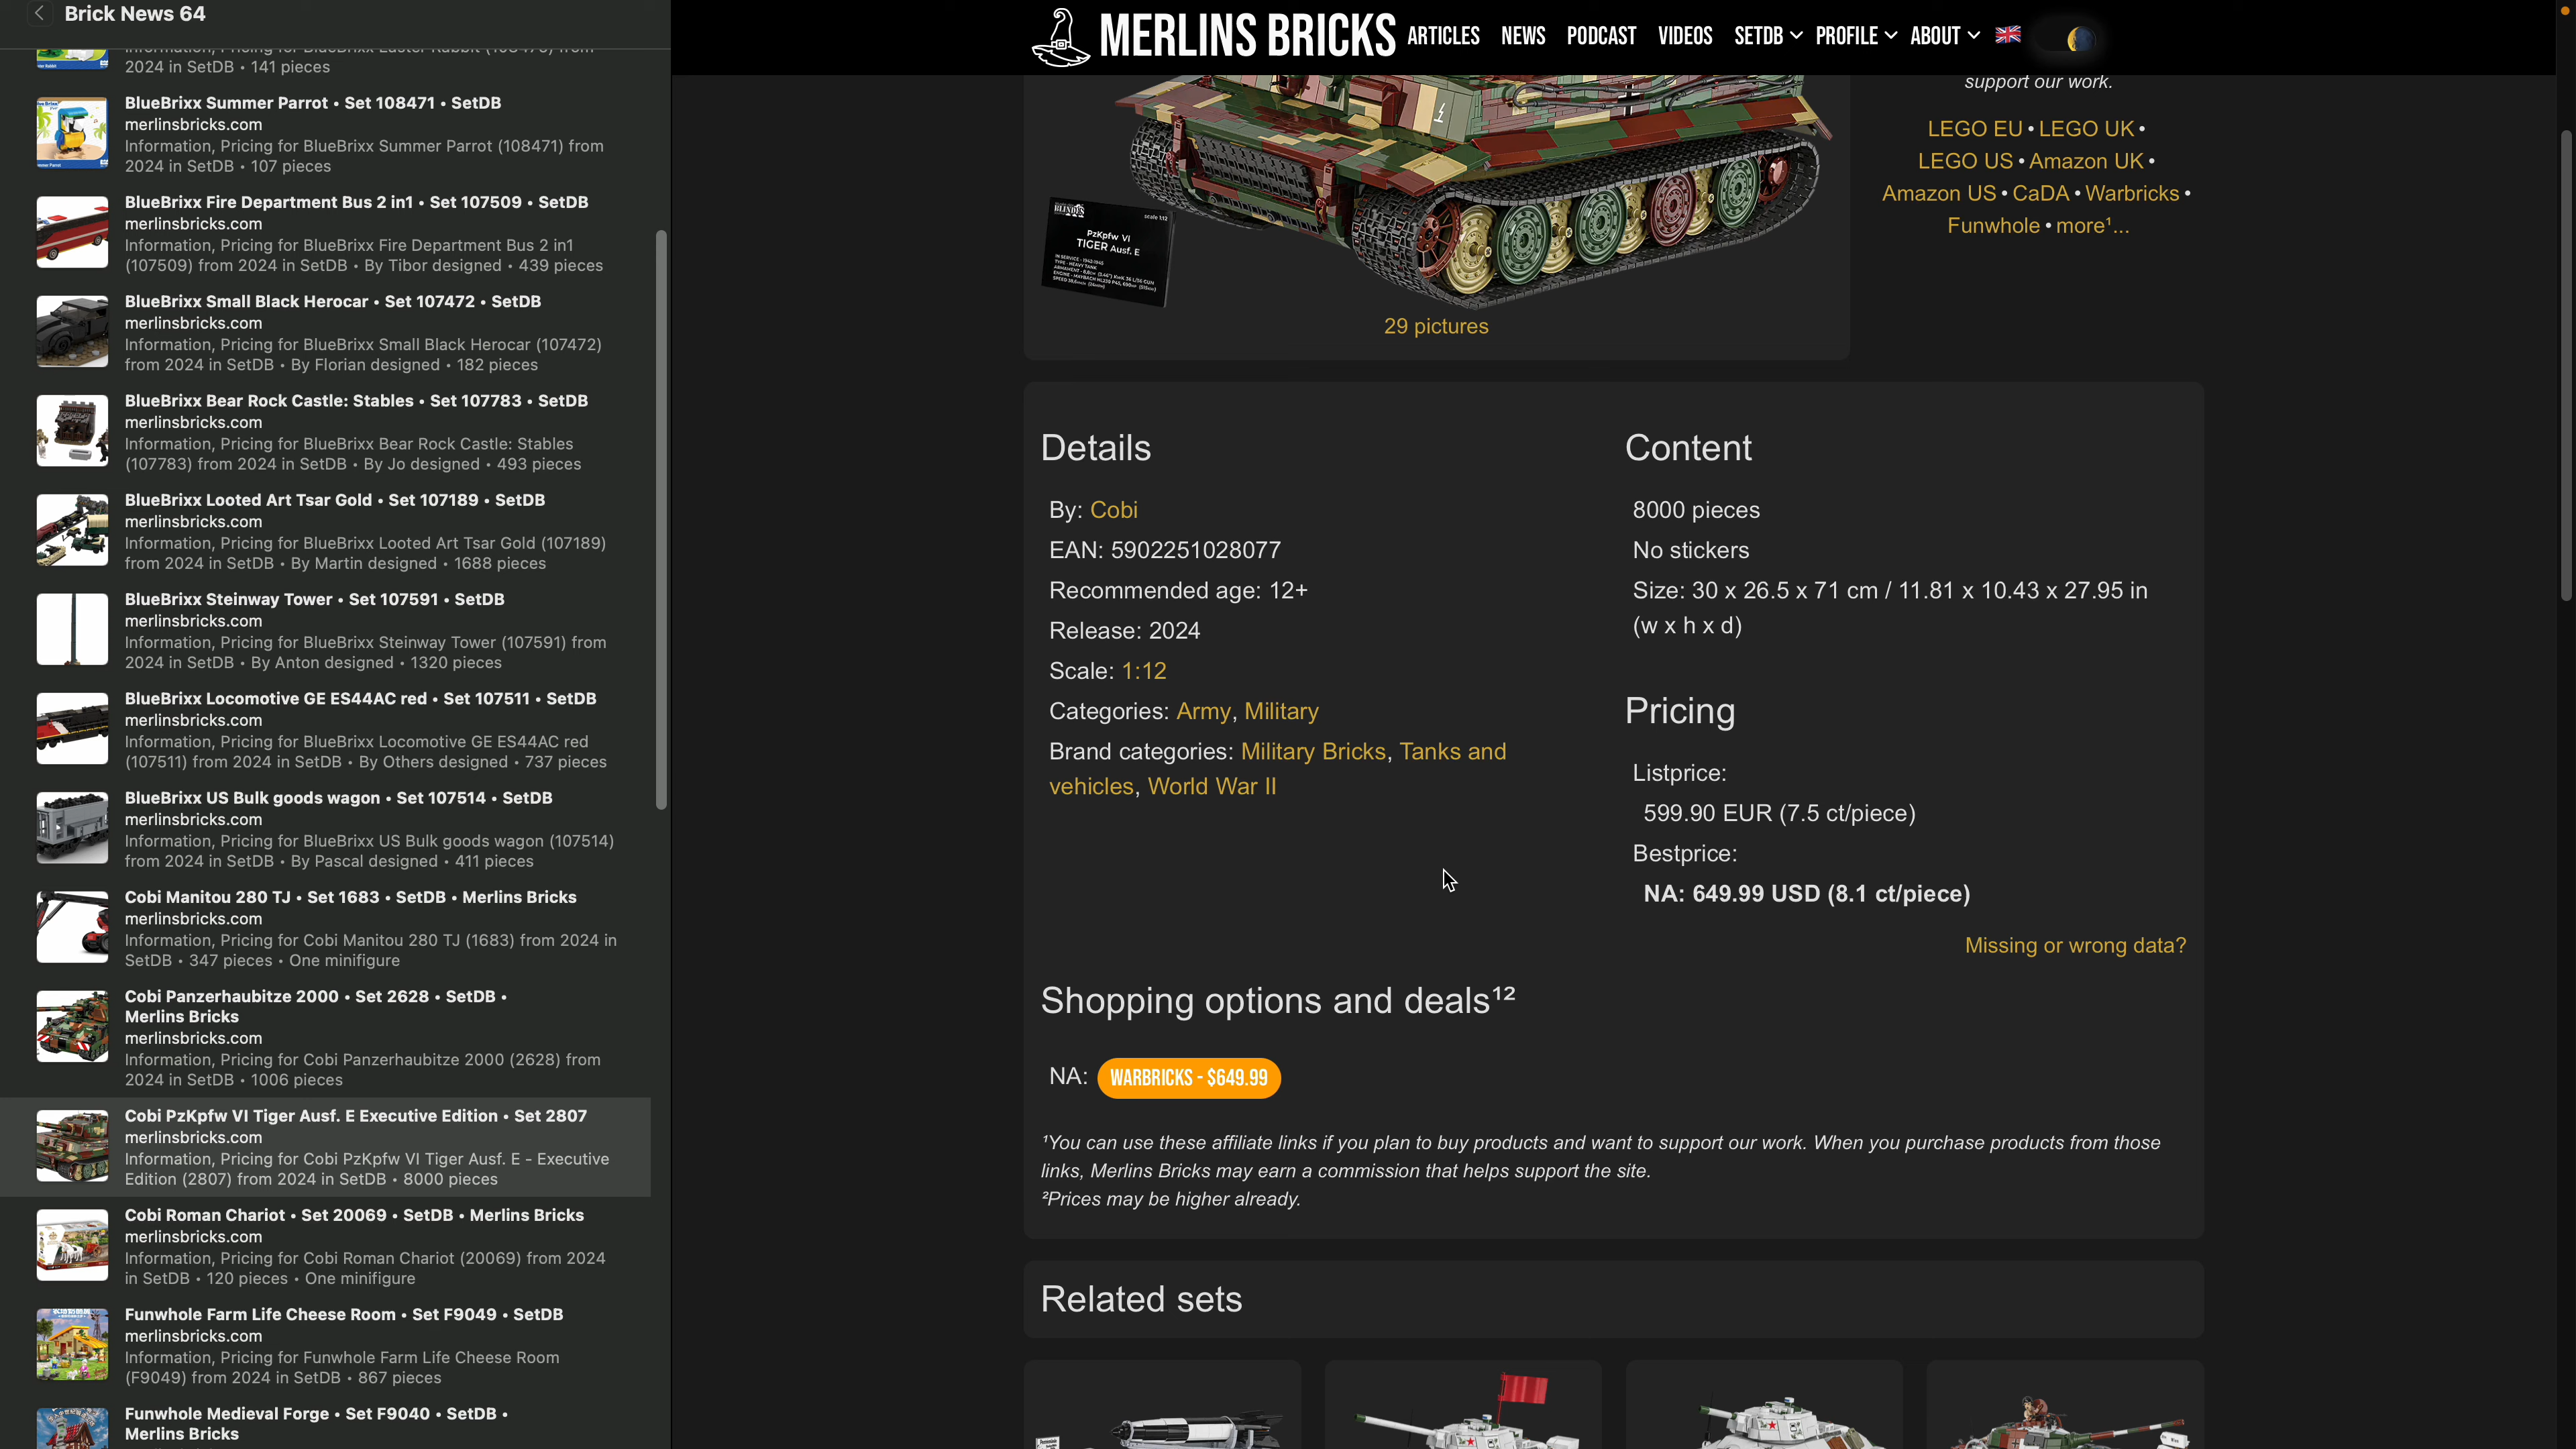 Brick News 64
2024 in SetDB • 141 pieces
BlueBrixx Summer Parrot • Set 108471 • SetDB
merlinsbricks.com
Information, Pricing for BlueBrixx Summer Parrot (108471) from
2024 in SetDB • 107 pieces
BlueBrixx Fire Department Bus 2 in1 • Set 107509 • SetDB
merlinsbricks.com
Information, Pricing for BlueBrixx Fire Department Bus 2 in1
(107509) from 2024 in SetDB • By Tibor designed • 439 pieces
BlueBrixx Small Black Herocar • Set 107472 • SetDB
merlinsbricks.com
Information, Pricing for BlueBrixx Small Black Herocar (107472)
from 2024 in SetDB • By Florian designed • 182 pieces
BlueBrixx Bear Rock Castle: Stables • Set 107783 • SetDB
merlinsbricks.com
Information, Pricing for BlueBrixx Bear Rock Castle: Stables
(107783) from 2024 in SetDB • By Jo designed • 493 pieces
BlueBrixx Looted Art Tsar Gold • Set 107189 • SetDB
merlinsbricks.com
Information, Pricing for BlueBrixx Looted Art Tsar Gold (107189)
from 2024 in SetDB • By Martin designed • 1688 pieces
BlueBrixx Steinway Tower • Set 107591 • SetDB
merlinsbricks.com
Information, Pricing for BlueBrixx Steinway Tower (107591) from
2024 in SetDB • By Anton designed • 1320 pieces
BlueBrixx Locomotive GE ES44AC red • Set 107511 • SetDB
merlinsbricks.com
Information, Pricing for BlueBrixx Locomotive GE ES44AC red
(107511) from 2024 in SetDB • By Others designed • 737 pieces
BlueBrixx US Bulk goods wagon • Set 107514 • SetDB
merlinsbricks.com
Information, Pricing for BlueBrixx US Bulk goods wagon (107514)
from 2024 in SetDB • By Pascal designed • 411 pieces
Cobi Manitou 280 TJ • Set 1683 • SetDB • Merlins Bricks
merlinsbricks.com
Information, Pricing for Cobi Manitou 280 TJ (1683) from 2024 in
SetDB • 347 pieces • One minifigure
Cobi Panzerhaubitze 2000 • Set 2628 • SetDB •
Merlins Bricks
merlinsbricks.com
Information, Pricing for Cobi Panzerhaubitze 2000 (2628) from
2024 in SetDB • 1006 pieces
Cobi PzKpfw VI Tiger Ausf. E Executive Edition • Set 2807
merlinsbricks.com
Information, Pricing for Cobi PzKpfw VI Tiger Ausf. E - Executive
Edition (2807) from 2024 in SetDB • 8000 pieces
Cobi Roman Chariot • Set 20069 • SetDB • Merlins Bricks
merlinsbricks.com
Information, Pricing for Cobi Roman Chariot (20069) from 2024
in SetDB • 120 pieces • One minifigure
Funwhole Farm Life Cheese Room • Set F9049 • SetDB
merlinsbricks.com
Information, Pricing for Funwhole Farm Life Cheese Room
(F9049) from 2024 in SetDB • 867 pieces
Funwhole Medieval Forge • Set F9040 • SetDB •
Merlins Bricks
MERLINS BRICKS ARTICLES NEWS PODCAST VIDEOS SETDB PROFILE ABOUT
scale 1:12
PzKpfw VI
TIGER Ausf. E
29 pictures
support our work.
LEGO EU • LEGO UK •
LEGO US • Amazon UK •
Amazon US • CaDA • Warbricks •
Funwhole • more¹...
Details
By: Cobi
EAN: 5902251028077
Recommended age: 12+
Release: 2024
Scale: 1:12
Categories: Army, Military
Brand categories: Military Bricks, Tanks and
vehicles, World War II
Content
8000 pieces
No stickers
Size: 30 x 26.5 x 71 cm / 11.81 x 10.43 x 27.95 in
(w x h x d)
Pricing
Listprice:
599.90 EUR (7.5 ct/piece)
Bestprice:
NA: 649.99 USD (8.1 ct/piece)
Missing or wrong data?
Shopping options and deals¹²
NA: WARBRICKS - $649.99
¹You can use these affiliate links if you plan to buy products and want to support our work. When you purchase products from those
links, Merlins Bricks may earn a commission that helps support the site.
²Prices may be higher already.
Related sets